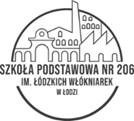 SZKOŁA PODSTAWOWA NR 206
IM. ŁÓDZKICH WŁÓKNIAREK
W ŁODZI